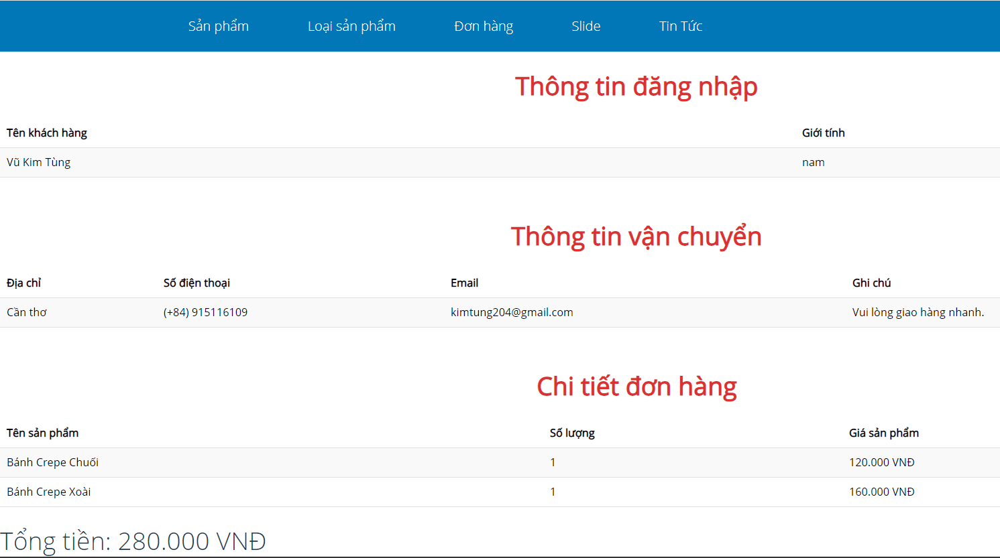 Sản phẩm Loại sản phẩm Đơn hàng Slide Tin Tức
Thông tin đăng nhập
Tên khách hàng Giới tính
Vũ Kim Tùng nam
Thông tin vận chuyển
Địa chỉ Số điện thoại Email Ghi chú
Cần thơ (+84) 915116109 kimtung204@gmail.com Vui lòng giao hàng nhanh.
Chi tiết đơn hàng
Tên sản phẩm Số lượng Giá sản phẩm
Bánh Crepe Chuối 1 120.000 VNĐ
Bánh Crepe Xoài 1 160.000 VNĐ
Tổng tiền: 280.000 VNĐ